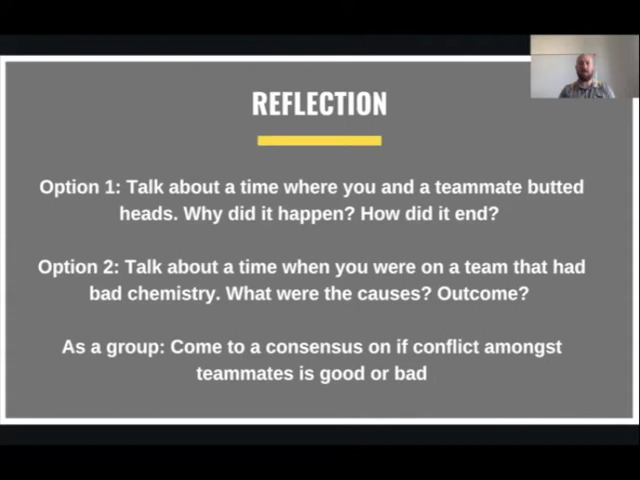 REFLECTION
Option 1: Talk about a time where you and a teammate butted
heads. Why did it happen? How did it end?
Option 2: Talk about a time when you were on a team that had
bad chemistry. What were the causes? Outcome?
As a group: Come to a consensus on if conflict amongst
teammates is good or bad